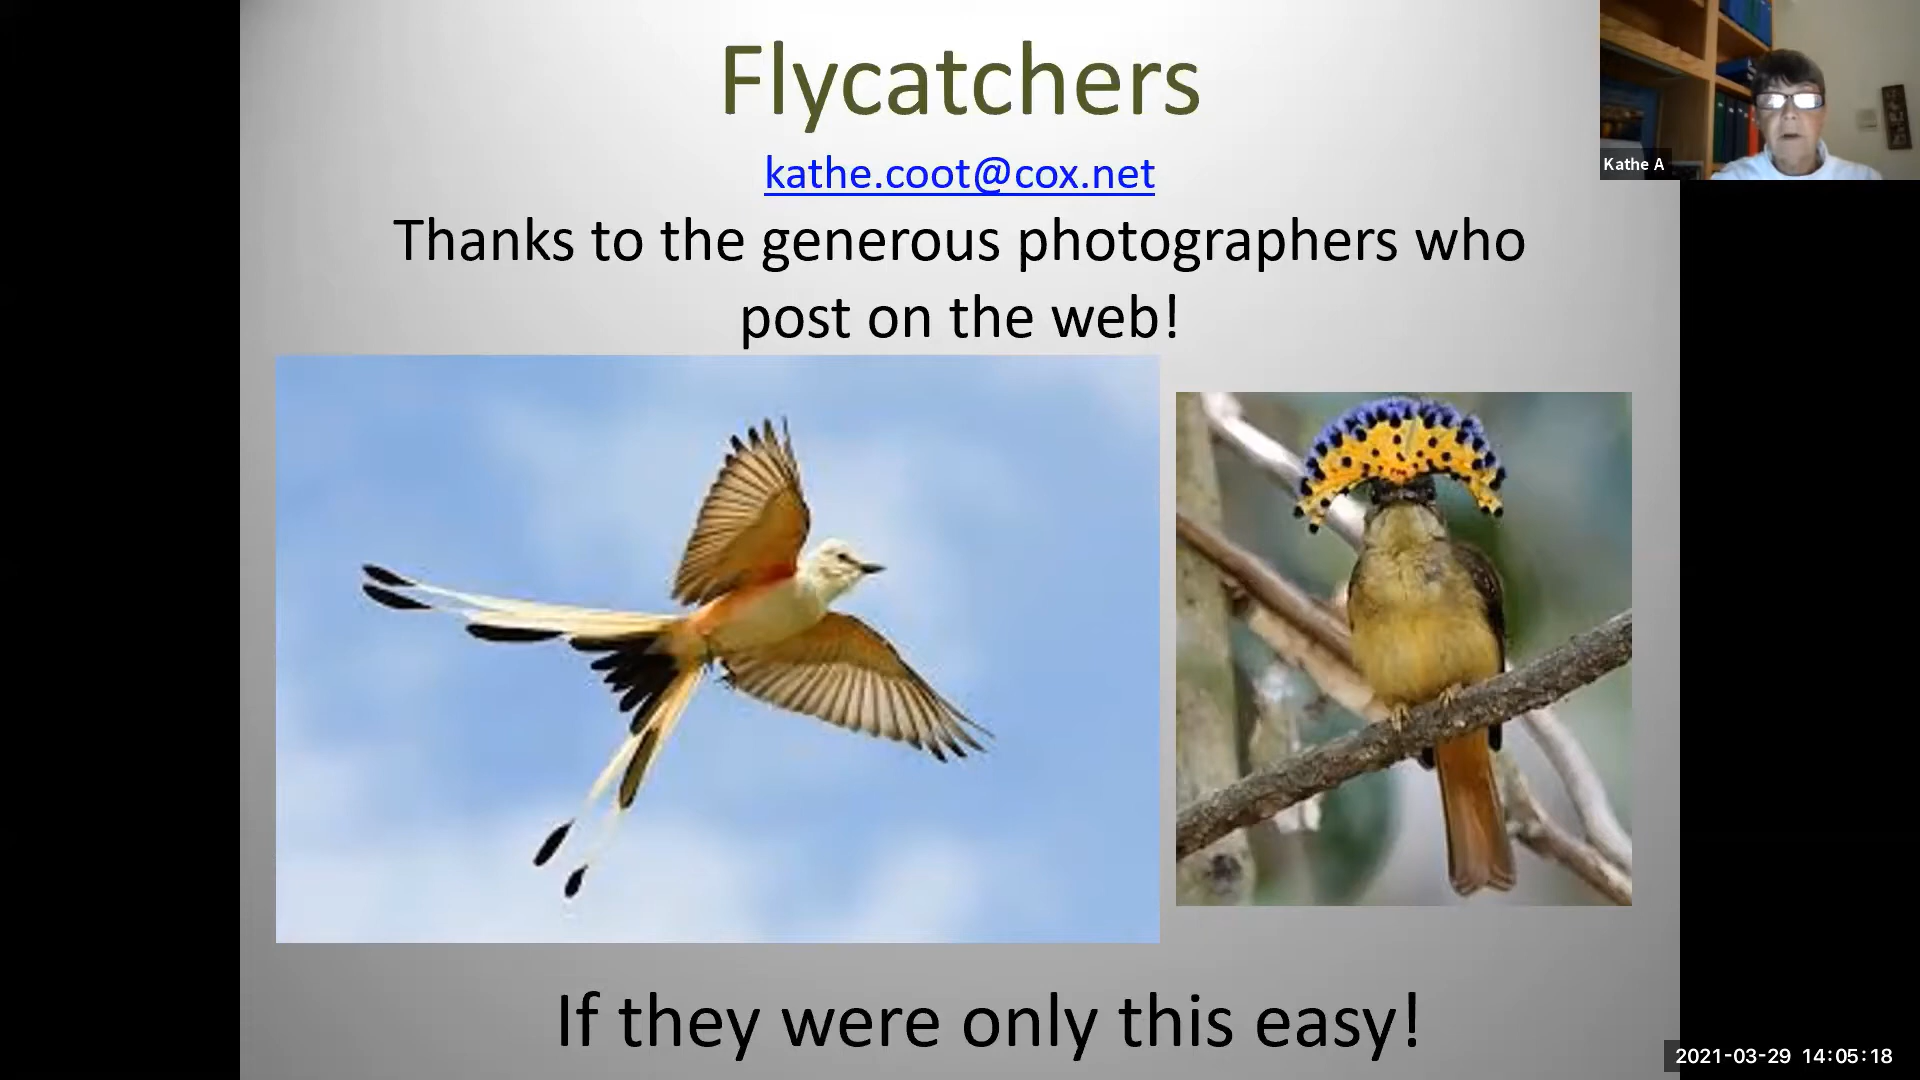 Flycatchers
kathe.coot@cox.net
Thanks to the generous photographers who
post on the web!
If they were only this easy!
Kathe A
2021-03-29 14:05:18